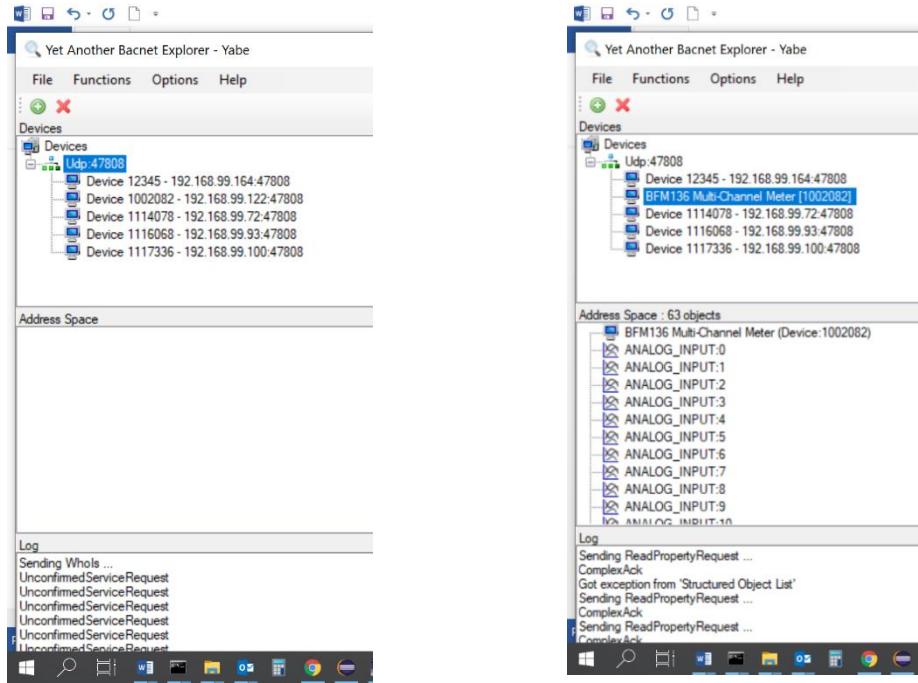 Yet Another Bacnet Explorer - Yabe
File Functions Options Help
Devices
Devices
Udp:47808
Device 12345 - 192.168.99.164:47808
Device 1002082 - 192.168.99.122:47808
Device 1114078 - 192.168.99.72:47808
Device 1116068 - 192.168.99.93:47808
Device 1117336 - 192.168.99.100:47808
Address Space
Log
Sending WhoIs ...
UnconfirmedServiceRequest
UnconfirmedServiceRequest
UnconfirmedServiceRequest
UnconfirmedServiceRequest
UnconfirmedServiceRequest
UnconfirmedServiceRequest
Yet Another Bacnet Explorer - Yabe
File Functions Options Help
Devices
Devices
Udp:47808
Device 12345 - 192.168.99.164:47808
BFM136 Multi-Channel Meter [1002082]
Device 1114078 - 192.168.99.72:47808
Device 1116068 - 192.168.99.93:47808
Device 1117336 - 192.168.99.100:47808
Address Space : 63 objects
BFM136 Multi-Channel Meter (Device:1002082)
ANALOG_INPUT:0
ANALOG_INPUT:1
ANALOG_INPUT:2
ANALOG_INPUT:3
ANALOG_INPUT:4
ANALOG_INPUT:5
ANALOG_INPUT:6
ANALOG_INPUT:7
ANALOG_INPUT:8
ANALOG_INPUT:9
ANALOG_INPUT:10
Log
Sending ReadPropertyRequest ...
ComplexAck
Got exception from 'Structured Object List'
Sending ReadPropertyRequest ...
ComplexAck
Sending ReadPropertyRequest ...
ComplexAck